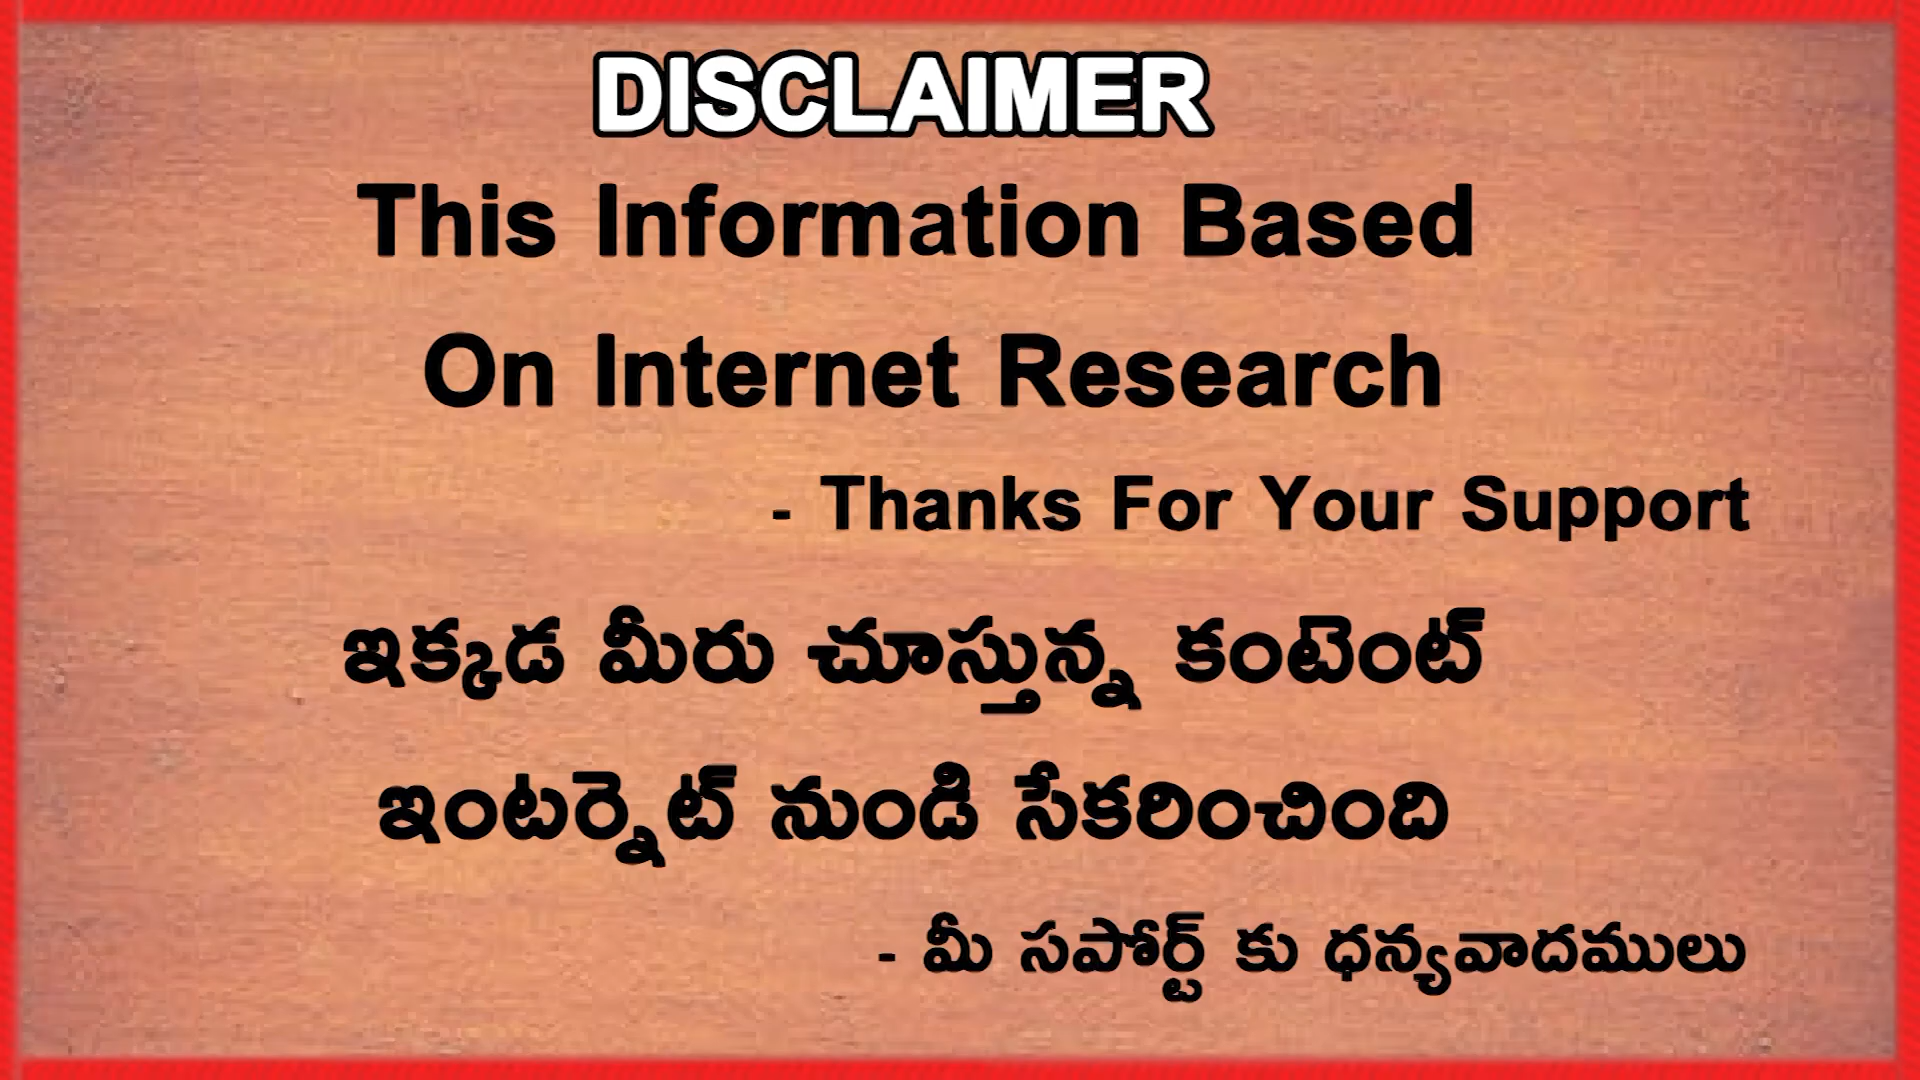 DISCLAIMER
This Information Based
On Internet Research
- Thanks For Your Support
ఇక్కడ మీరు చూస్తున్న కంటెంట్
ఇంటర్నెట్ నుండి సేకరించింది
- మీ సపోర్ట్ కు ధన్యవాదములు